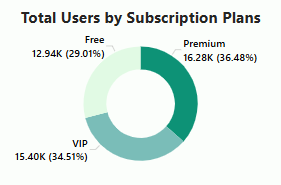 Total Users by Subscription Plans
Free
12.94K (29.01%)
Premium
16.28K (36.48%)
VIP
15.40K (34.51%)